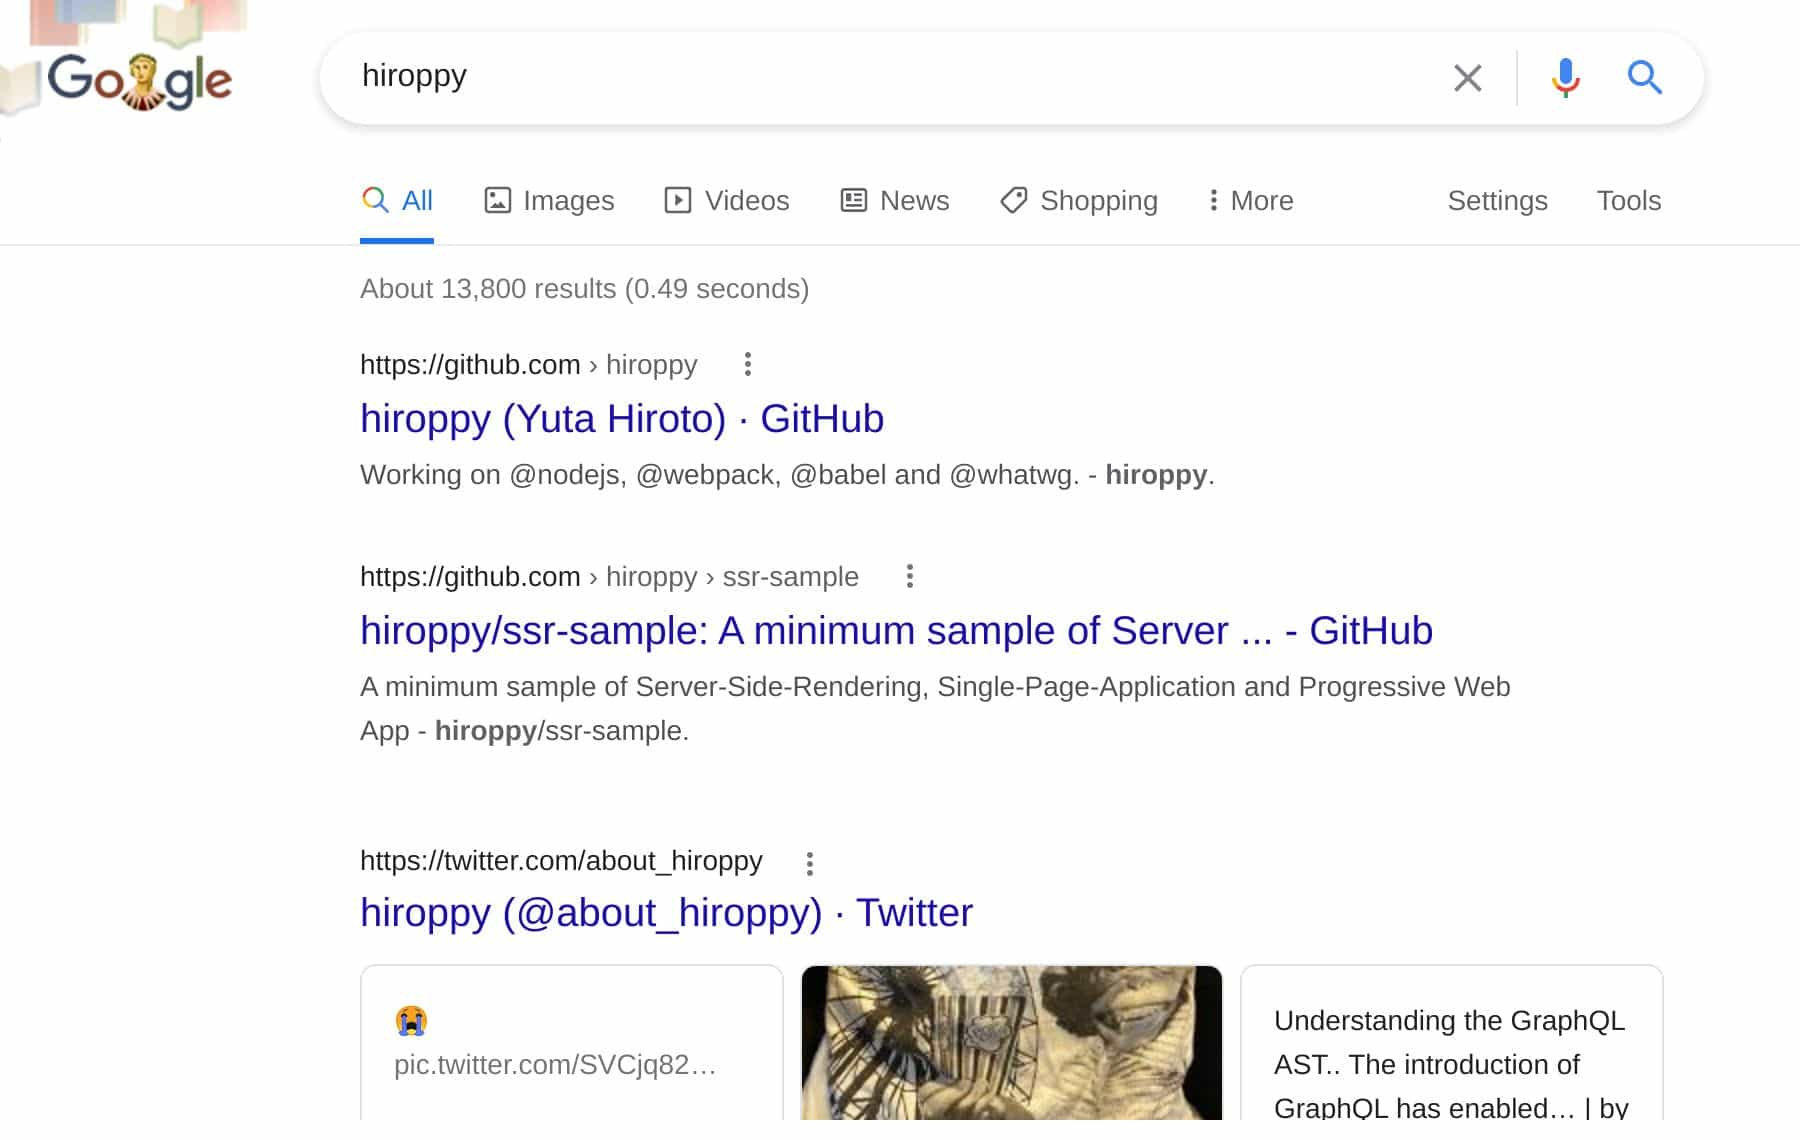 Google
hiroppy
All Images Videos News Shopping More Settings Tools
About 13,800 results (0.49 seconds)
https://github.com › hiroppy
hiroppy (Yuta Hiroto) · GitHub
Working on @nodejs, @webpack, @babel and @whatwg. - hiroppy.
https://github.com › hiroppy › ssr-sample
hiroppy/ssr-sample: A minimum sample of Server ... - GitHub
A minimum sample of Server-Side-Rendering, Single-Page-Application and Progressive Web
App - hiroppy/ssr-sample.
https://twitter.com/about_hiroppy
hiroppy (@about_hiroppy) · Twitter
😭
pic.twitter.com/SVCjq82…
Understanding the GraphQL
AST.. The introduction of
GraphQL has enabled… | by